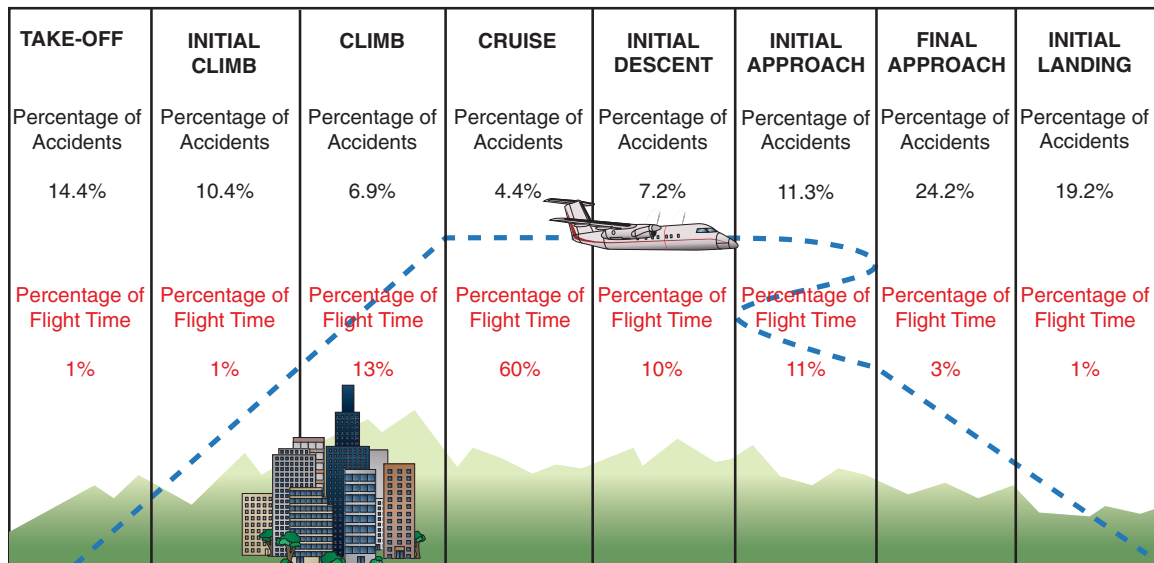 TAKE-OFF
Percentage of
Accidents
14.4%
Percentage of
Flight Time
1%
INITIAL
CLIMB
Percentage of
Accidents
10.4%
Percentage of
Flight Time
1%
CLIMB
Percentage of
Accidents
6.9%
Percentage of
Flight Time
13%
CRUISE
Percentage of
Accidents
4.4%
Percentage of
Flight Time
60%
INITIAL
DESCENT
Percentage of
Accidents
7.2%
Percentage of
Flight Time
10%
INITIAL
APPROACH
Percentage of
Accidents
11.3%
Percentage of
Flight Time
11%
FINAL
APPROACH
Percentage of
Accidents
24.2%
Percentage of
Flight Time
3%
INITIAL
LANDING
Percentage of
Accidents
19.2%
Percentage of
Flight Time
1%